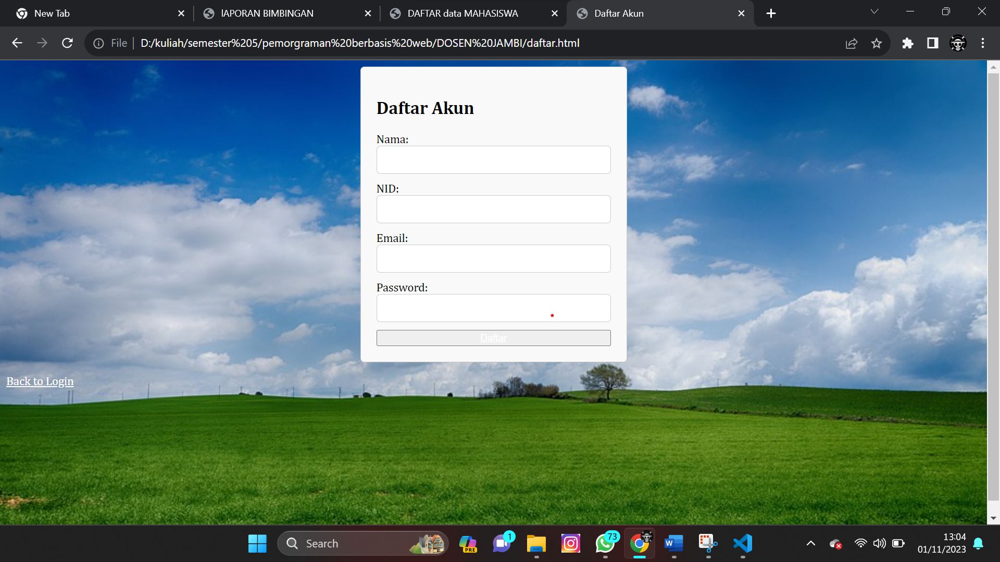 New Tab
lAPORAN BIMBINGAN
DAFTAR data MAHASISWA
Daftar Akun
File
D:/kuliah/semester%205/pemorgraman%20berbasis%20web/DOSEN%20JAMBI/daftar.html
Daftar Akun
Nama:
NID:
Email:
Password:
Daftar
Back to Login
Search
PRE
1
73
W
13:04
01/11/2023